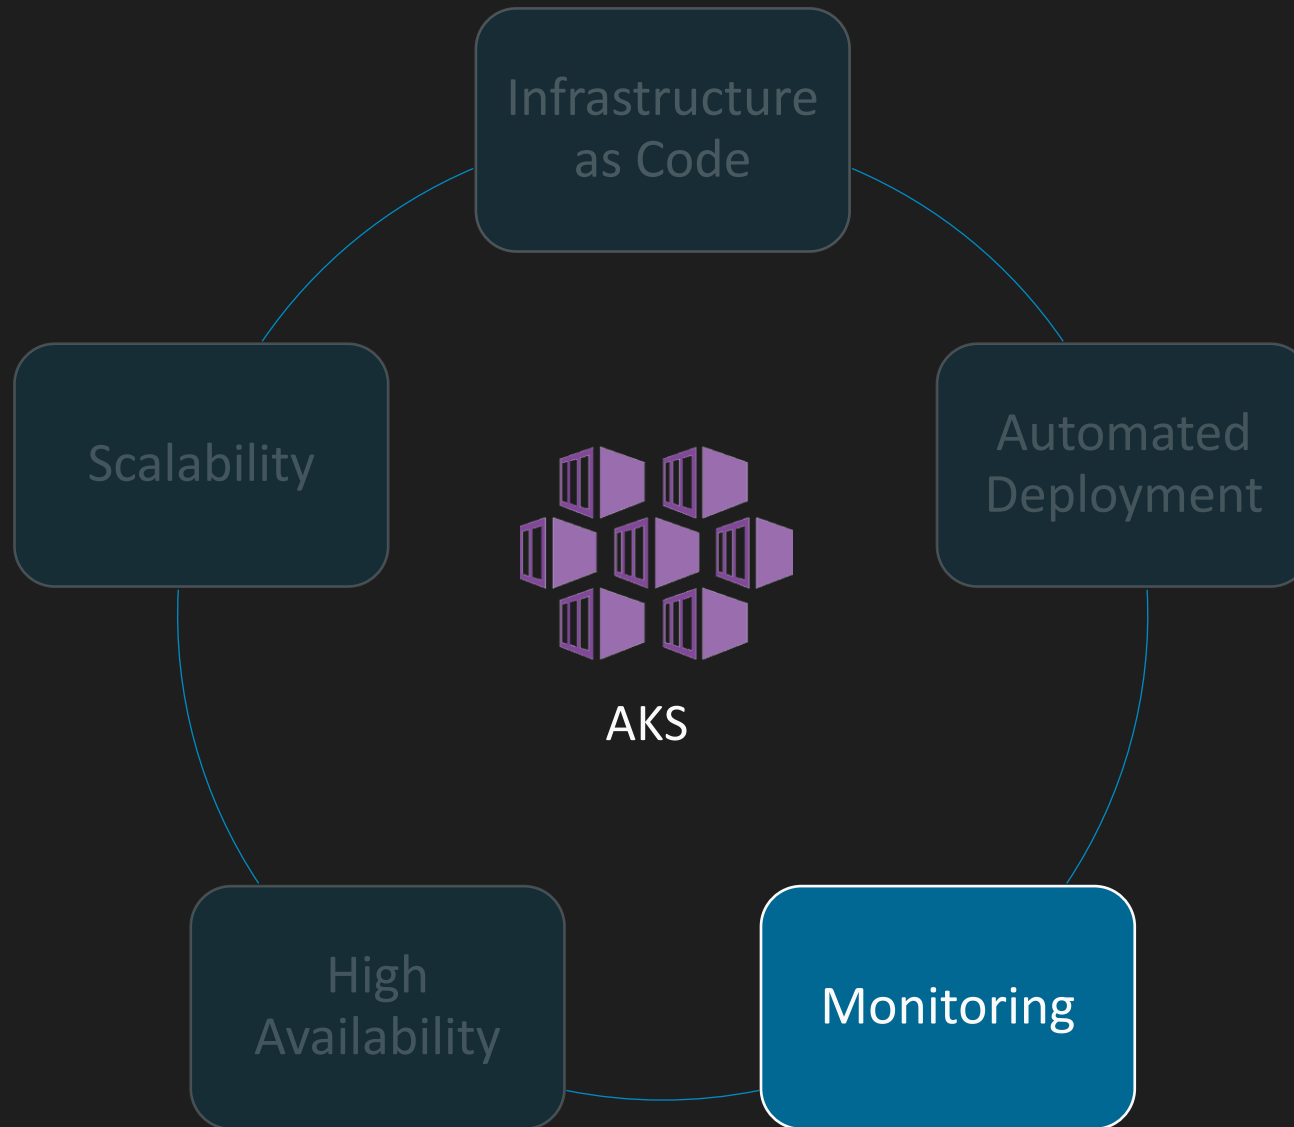 Infrastructure
as Code
Scalability
Automated
Deployment
AKS
High
Availability
Monitoring